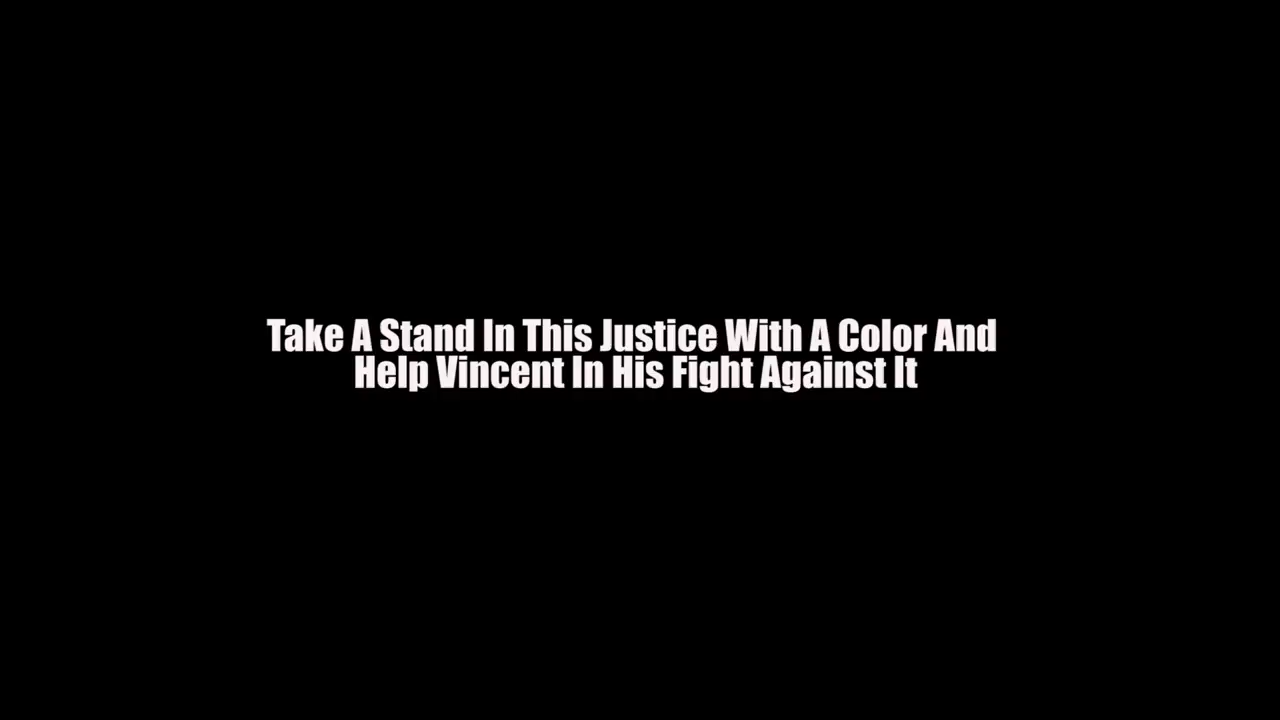 Take A Stand In This Justice With A Color And
Help Vincent In His Fight Against It